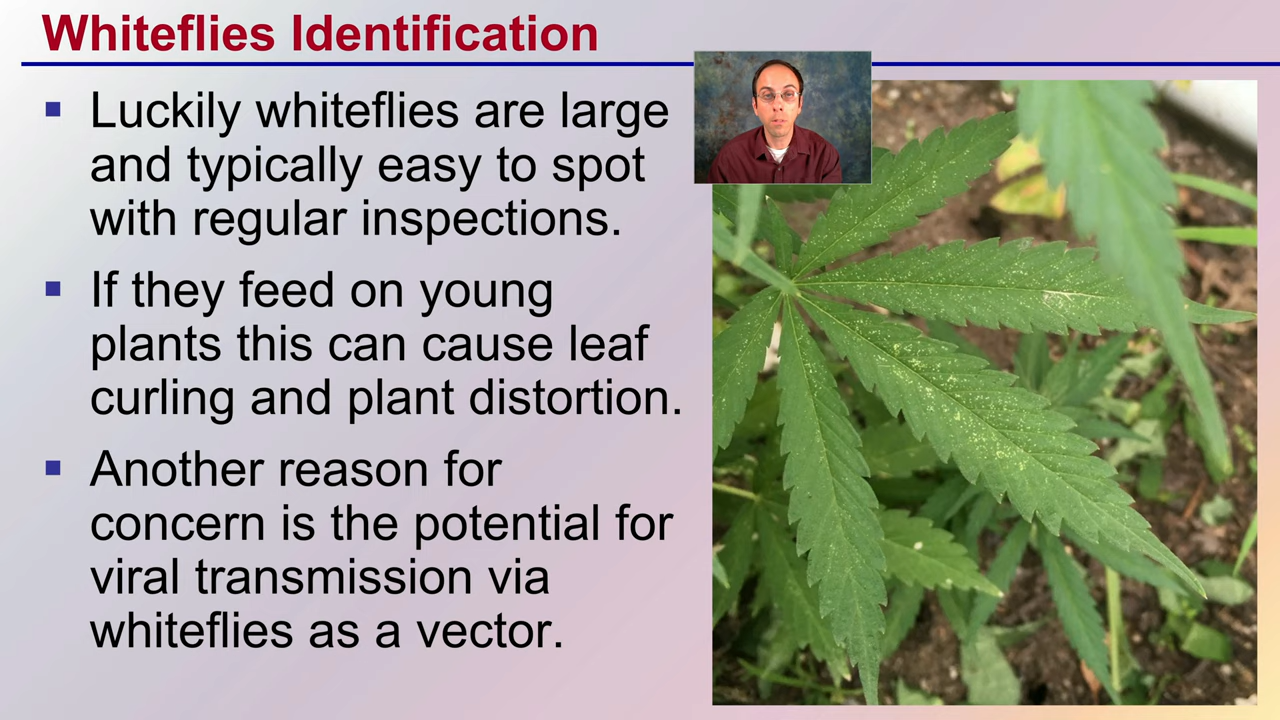 Whiteflies Identification
Luckily whiteflies are large
and typically easy to spot
with regular inspections.
If they feed on young
plants this can cause leaf
curling and plant distortion.
Another reason for
concern is the potential for
viral transmission via
whiteflies as a vector.